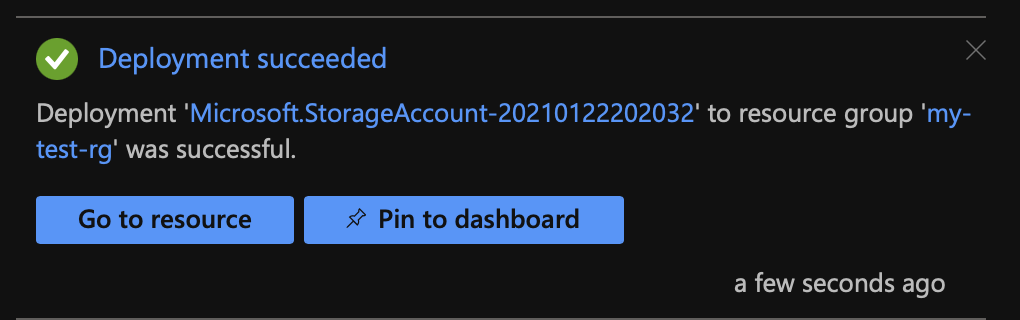 Deployment succeeded
Deployment 'Microsoft.StorageAccount-20210122202032' to resource group 'my-
test-rg' was successful.
Go to resource
Pin to dashboard
a few seconds ago